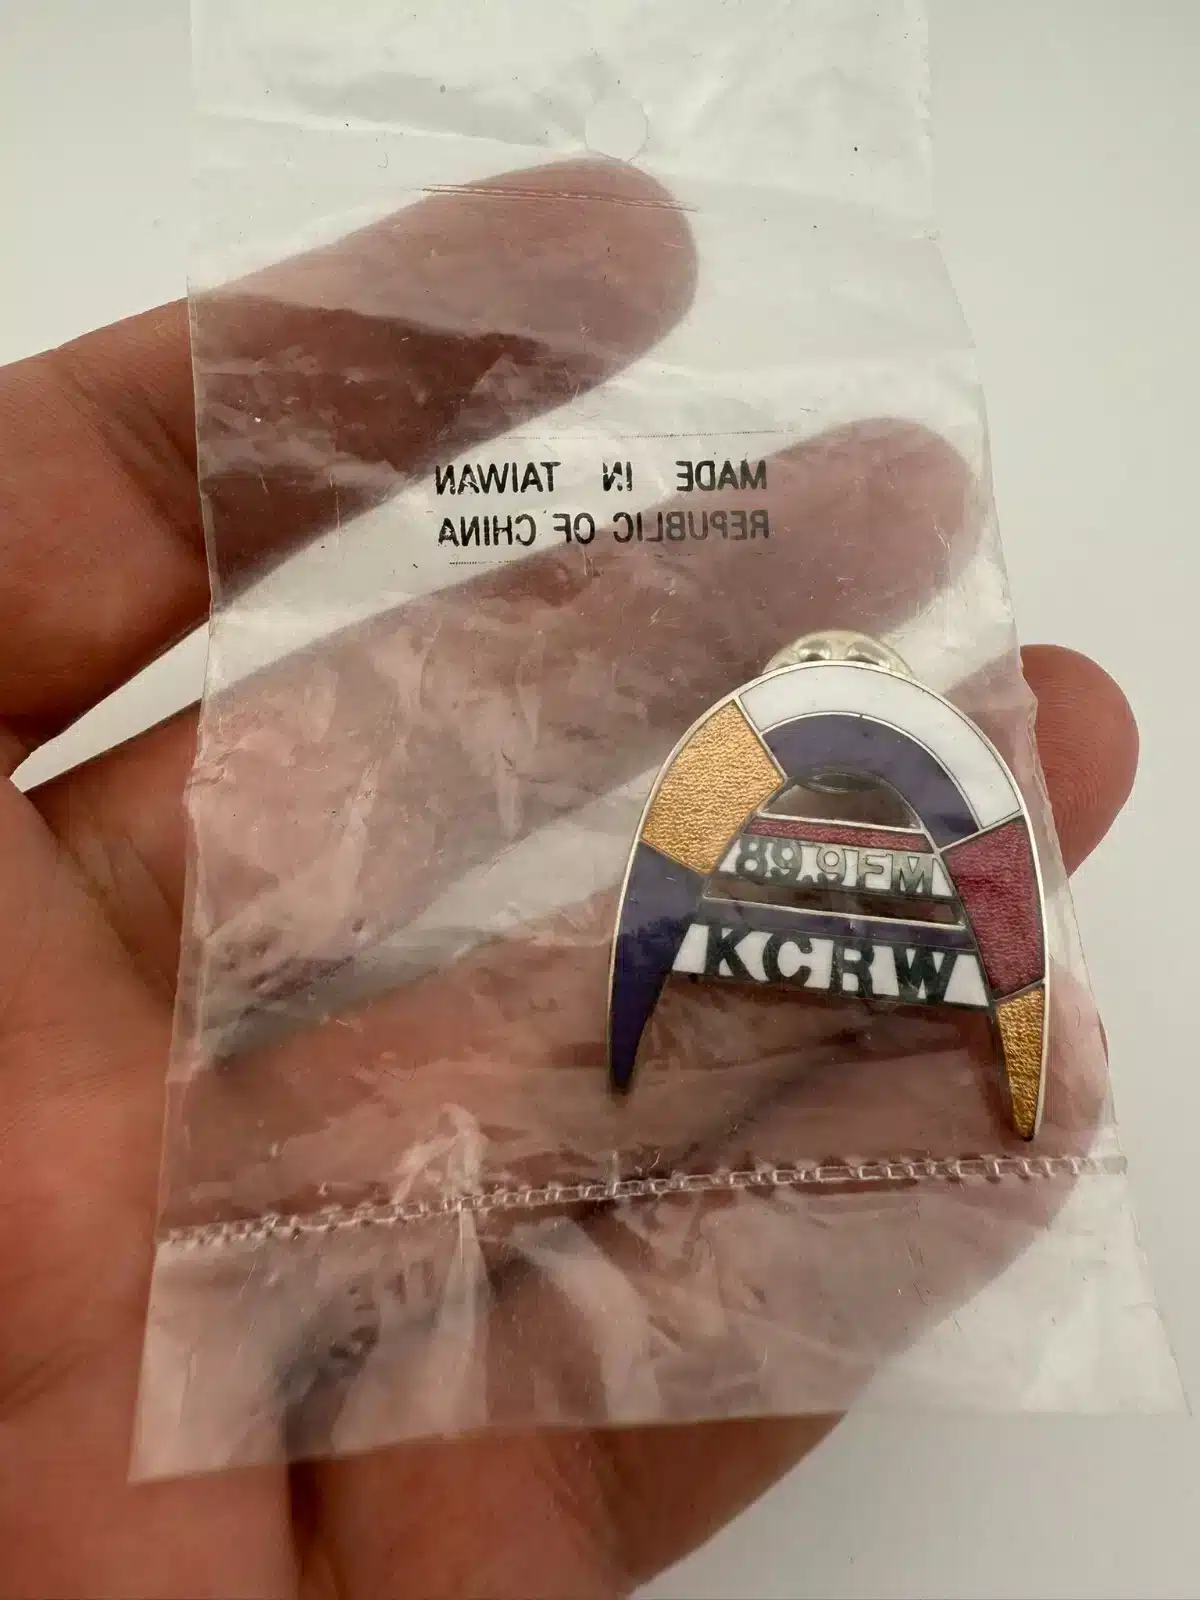 MADE IN TAIWAN
REPUBLIC OF CHINA
89.9FM
KCRW